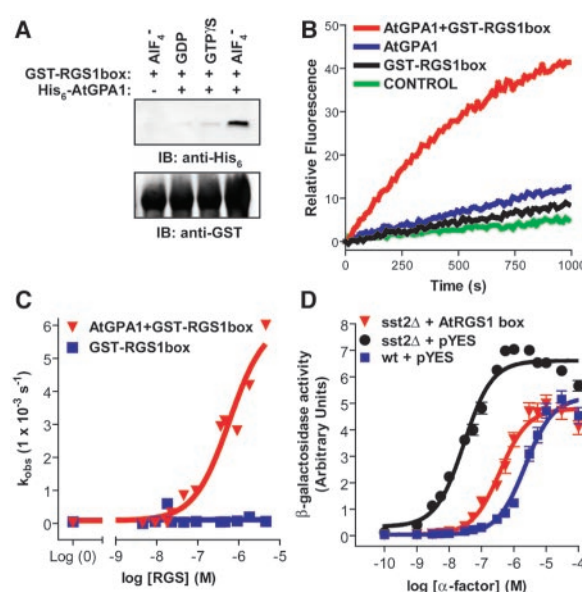 A
AlF4-
GDP
GTPγS
AlF4-
GST-RGS1box: + + + +
His6-AtGPA1: - + + +
IB: anti-His6
IB: anti-GST
B
Relative Fluorescence
50
40
30
20
10
0
AtGPA1+GST-RGS1box
AtGPA1
GST-RGS1box
CONTROL
0 250 500 750 1000
Time (s)
C
kobs (1 x 10-3 s-1)
6
5
4
3
2
1
0
AtGPA1+GST-RGS1box
GST-RGS1box
Log (0) -9 -8 -7 -6 -5
log [RGS] (M)
D
β-galactosidase activity
(Arbitrary Units)
8
7
6
5
4
3
2
1
0
sst2Δ + AtRGS1 box
sst2Δ + pYES
wt + pYES
-10 -9 -8 -7 -6 -5 -4
log [α-factor] (M)